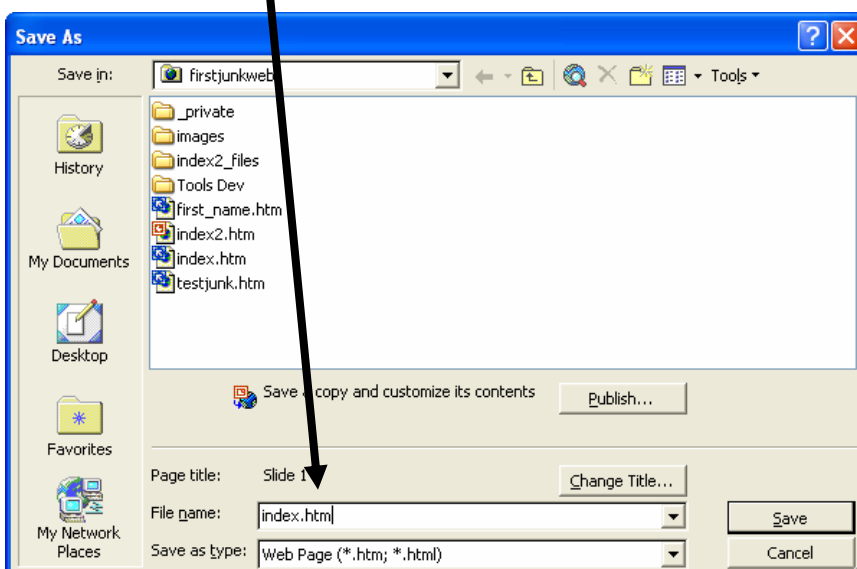 Save As
Save in: firstjunkweb Tools
_private
images
index2_files
Tools Dev
first_name.htm
index2.htm
index.htm
testjunk.htm
History
My Documents
Desktop
Favorites
My Network
Places
Save a copy and customize its contents Publish...
Page title: Slide 1 Change Title...
File name: index.htm Save
Save as type: Web Page (*.htm; *.html) Cancel